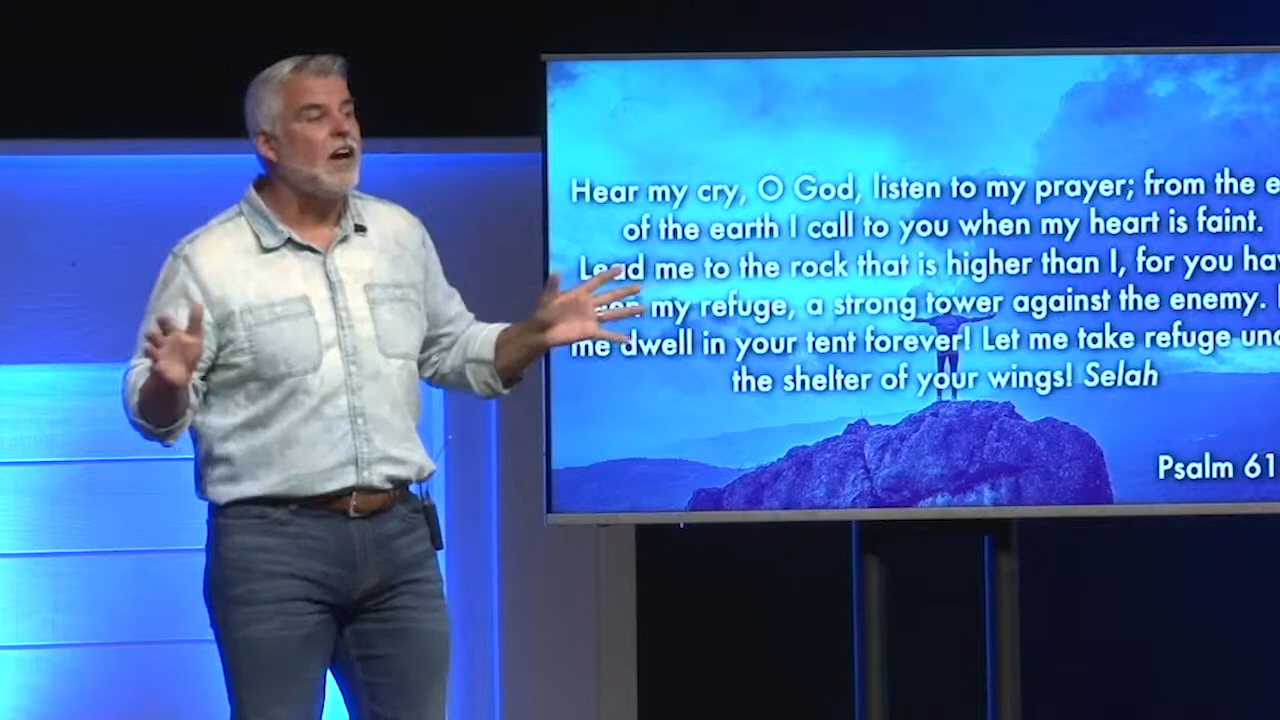 Hear my cry, O God, listen to my prayer; from the
of the earth I call to you when my heart is faint.
Lead me to the rock that is higher than I, for you
my refuge, a strong tower against the enemy.
me dwell in your tent forever! Let me take refuge
the shelter of your wings! Selah
Psalm 61